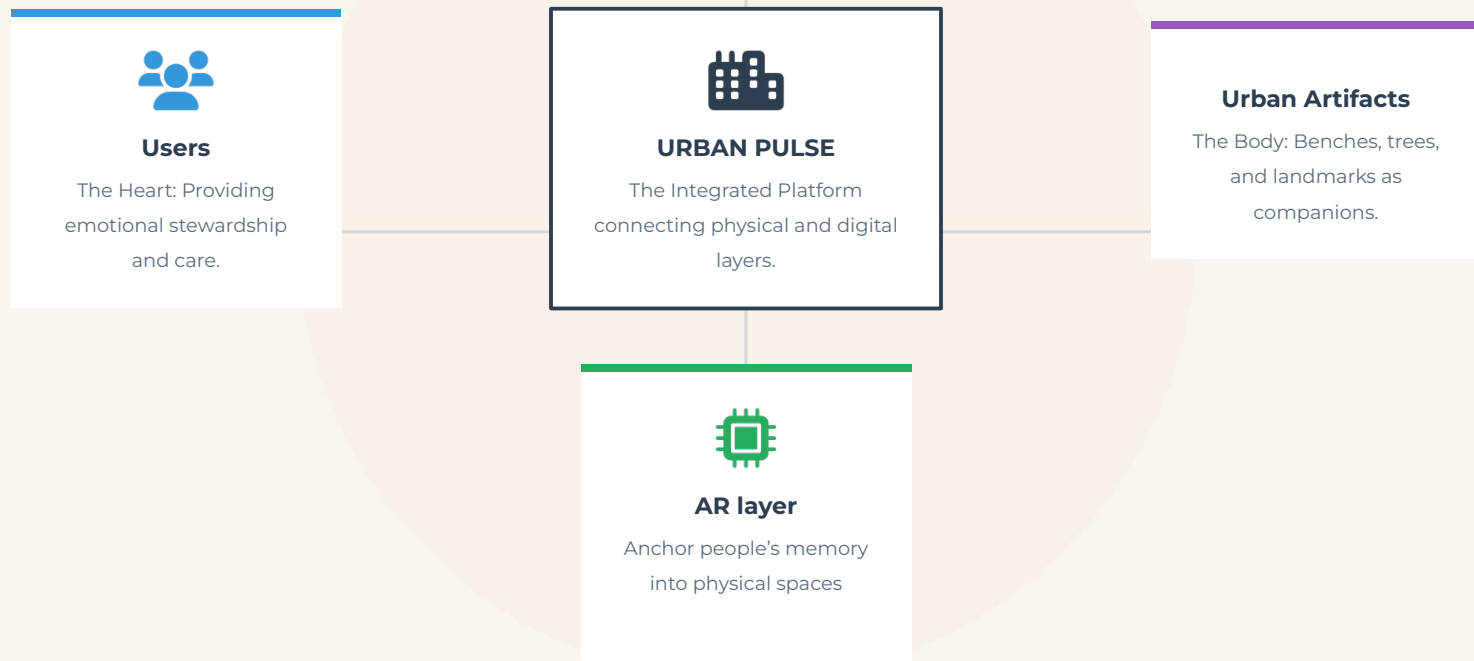 Users
The Heart: Providing
emotional stewardship
and care.
URBAN PULSE
The Integrated Platform
connecting physical and digital
layers.
Urban Artifacts
The Body: Benches, trees,
and landmarks as
companions.
AR layer
Anchor people’s memory
into physical spaces